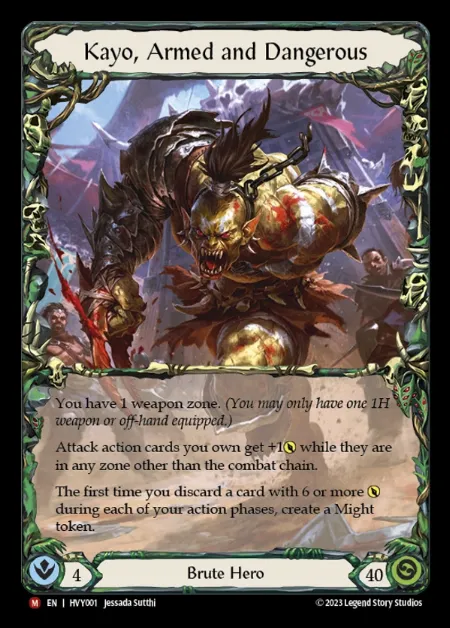 Kayo, Armed and Dangerous
You have 1 weapon zone. (You may only have one 1H
weapon or off-hand equipped.)
Attack action cards you own get +1 while they are
in any zone other than the combat chain.
The first time you discard a card with 6 or more
during each of your action phases, create a Might
token.
4
Brute Hero
40
M EN | HVY001 Jessada Sutthi
© 2023 Legend Story Studios